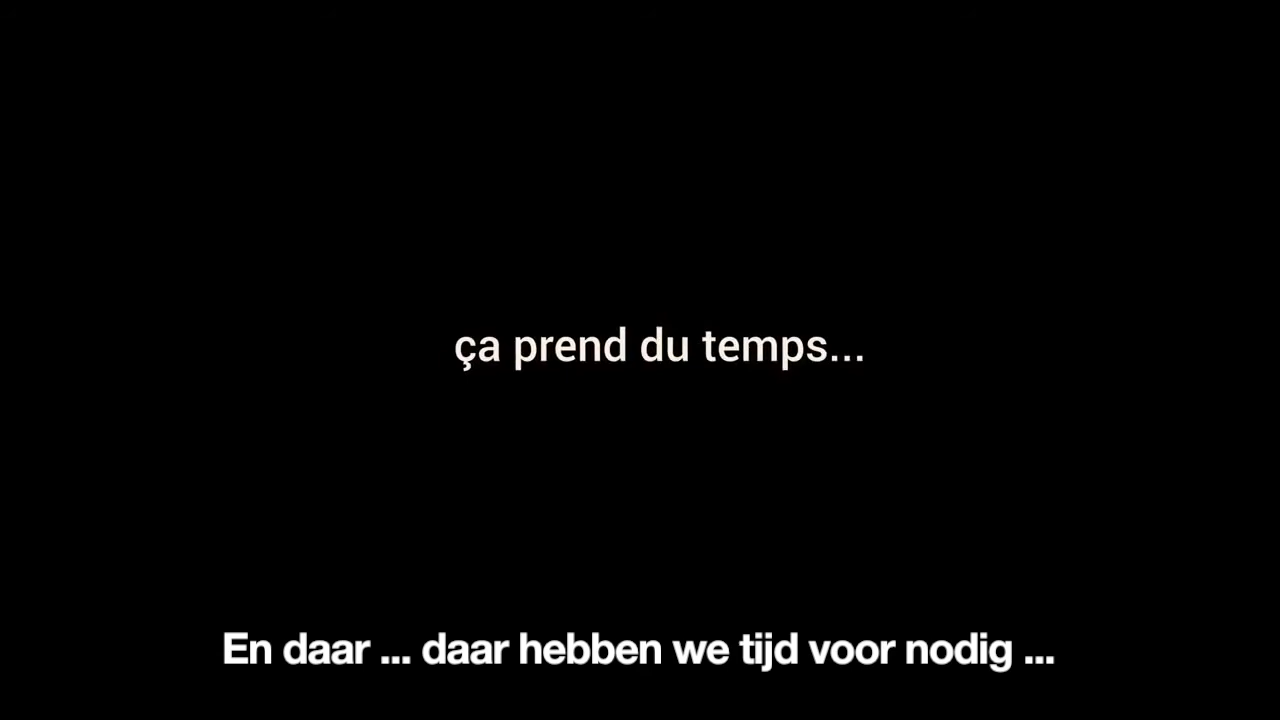 ça prend du temps...
En daar ... daar hebben we tijd voor nodig ...